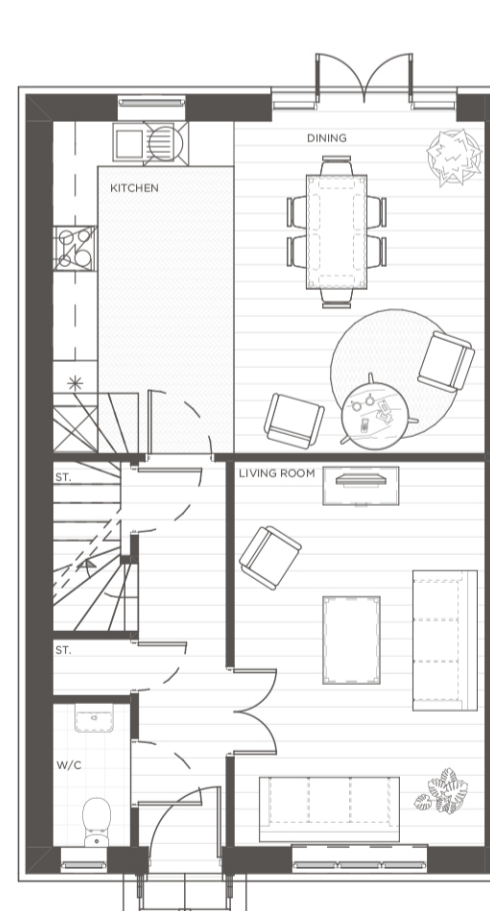 DINING
KITCHEN
ST.
LIVING ROOM
ST.
W/C